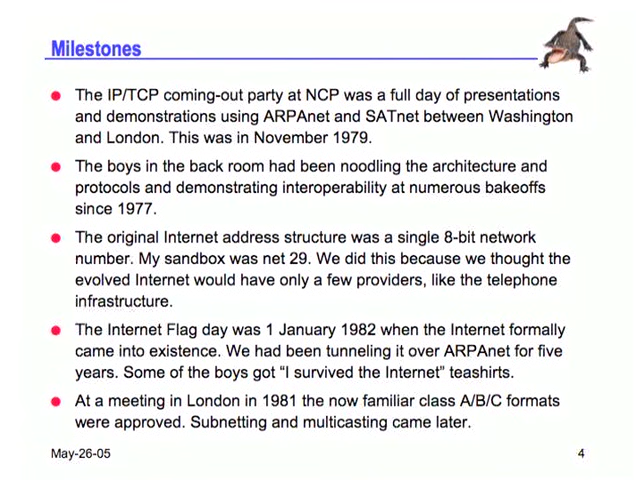 Milestones
The IP/TCP coming-out party at NCP was a full day of presentations
and demonstrations using ARPAnet and SATnet between Washington
and London. This was in November 1979.
The boys in the back room had been noodling the architecture and
protocols and demonstrating interoperability at numerous bakeoffs
since 1977.
The original Internet address structure was a single 8-bit network
number. My sandbox was net 29. We did this because we thought the
evolved Internet would have only a few providers, like the telephone
infrastructure.
The Internet Flag day was 1 January 1982 when the Internet formally
came into existence. We had been tunneling it over ARPAnet for five
years. Some of the boys got “I survived the Internet” teashirts.
At a meeting in London in 1981 the now familiar class A/B/C formats
were approved. Subnetting and multicasting came later.
May-26-05
4